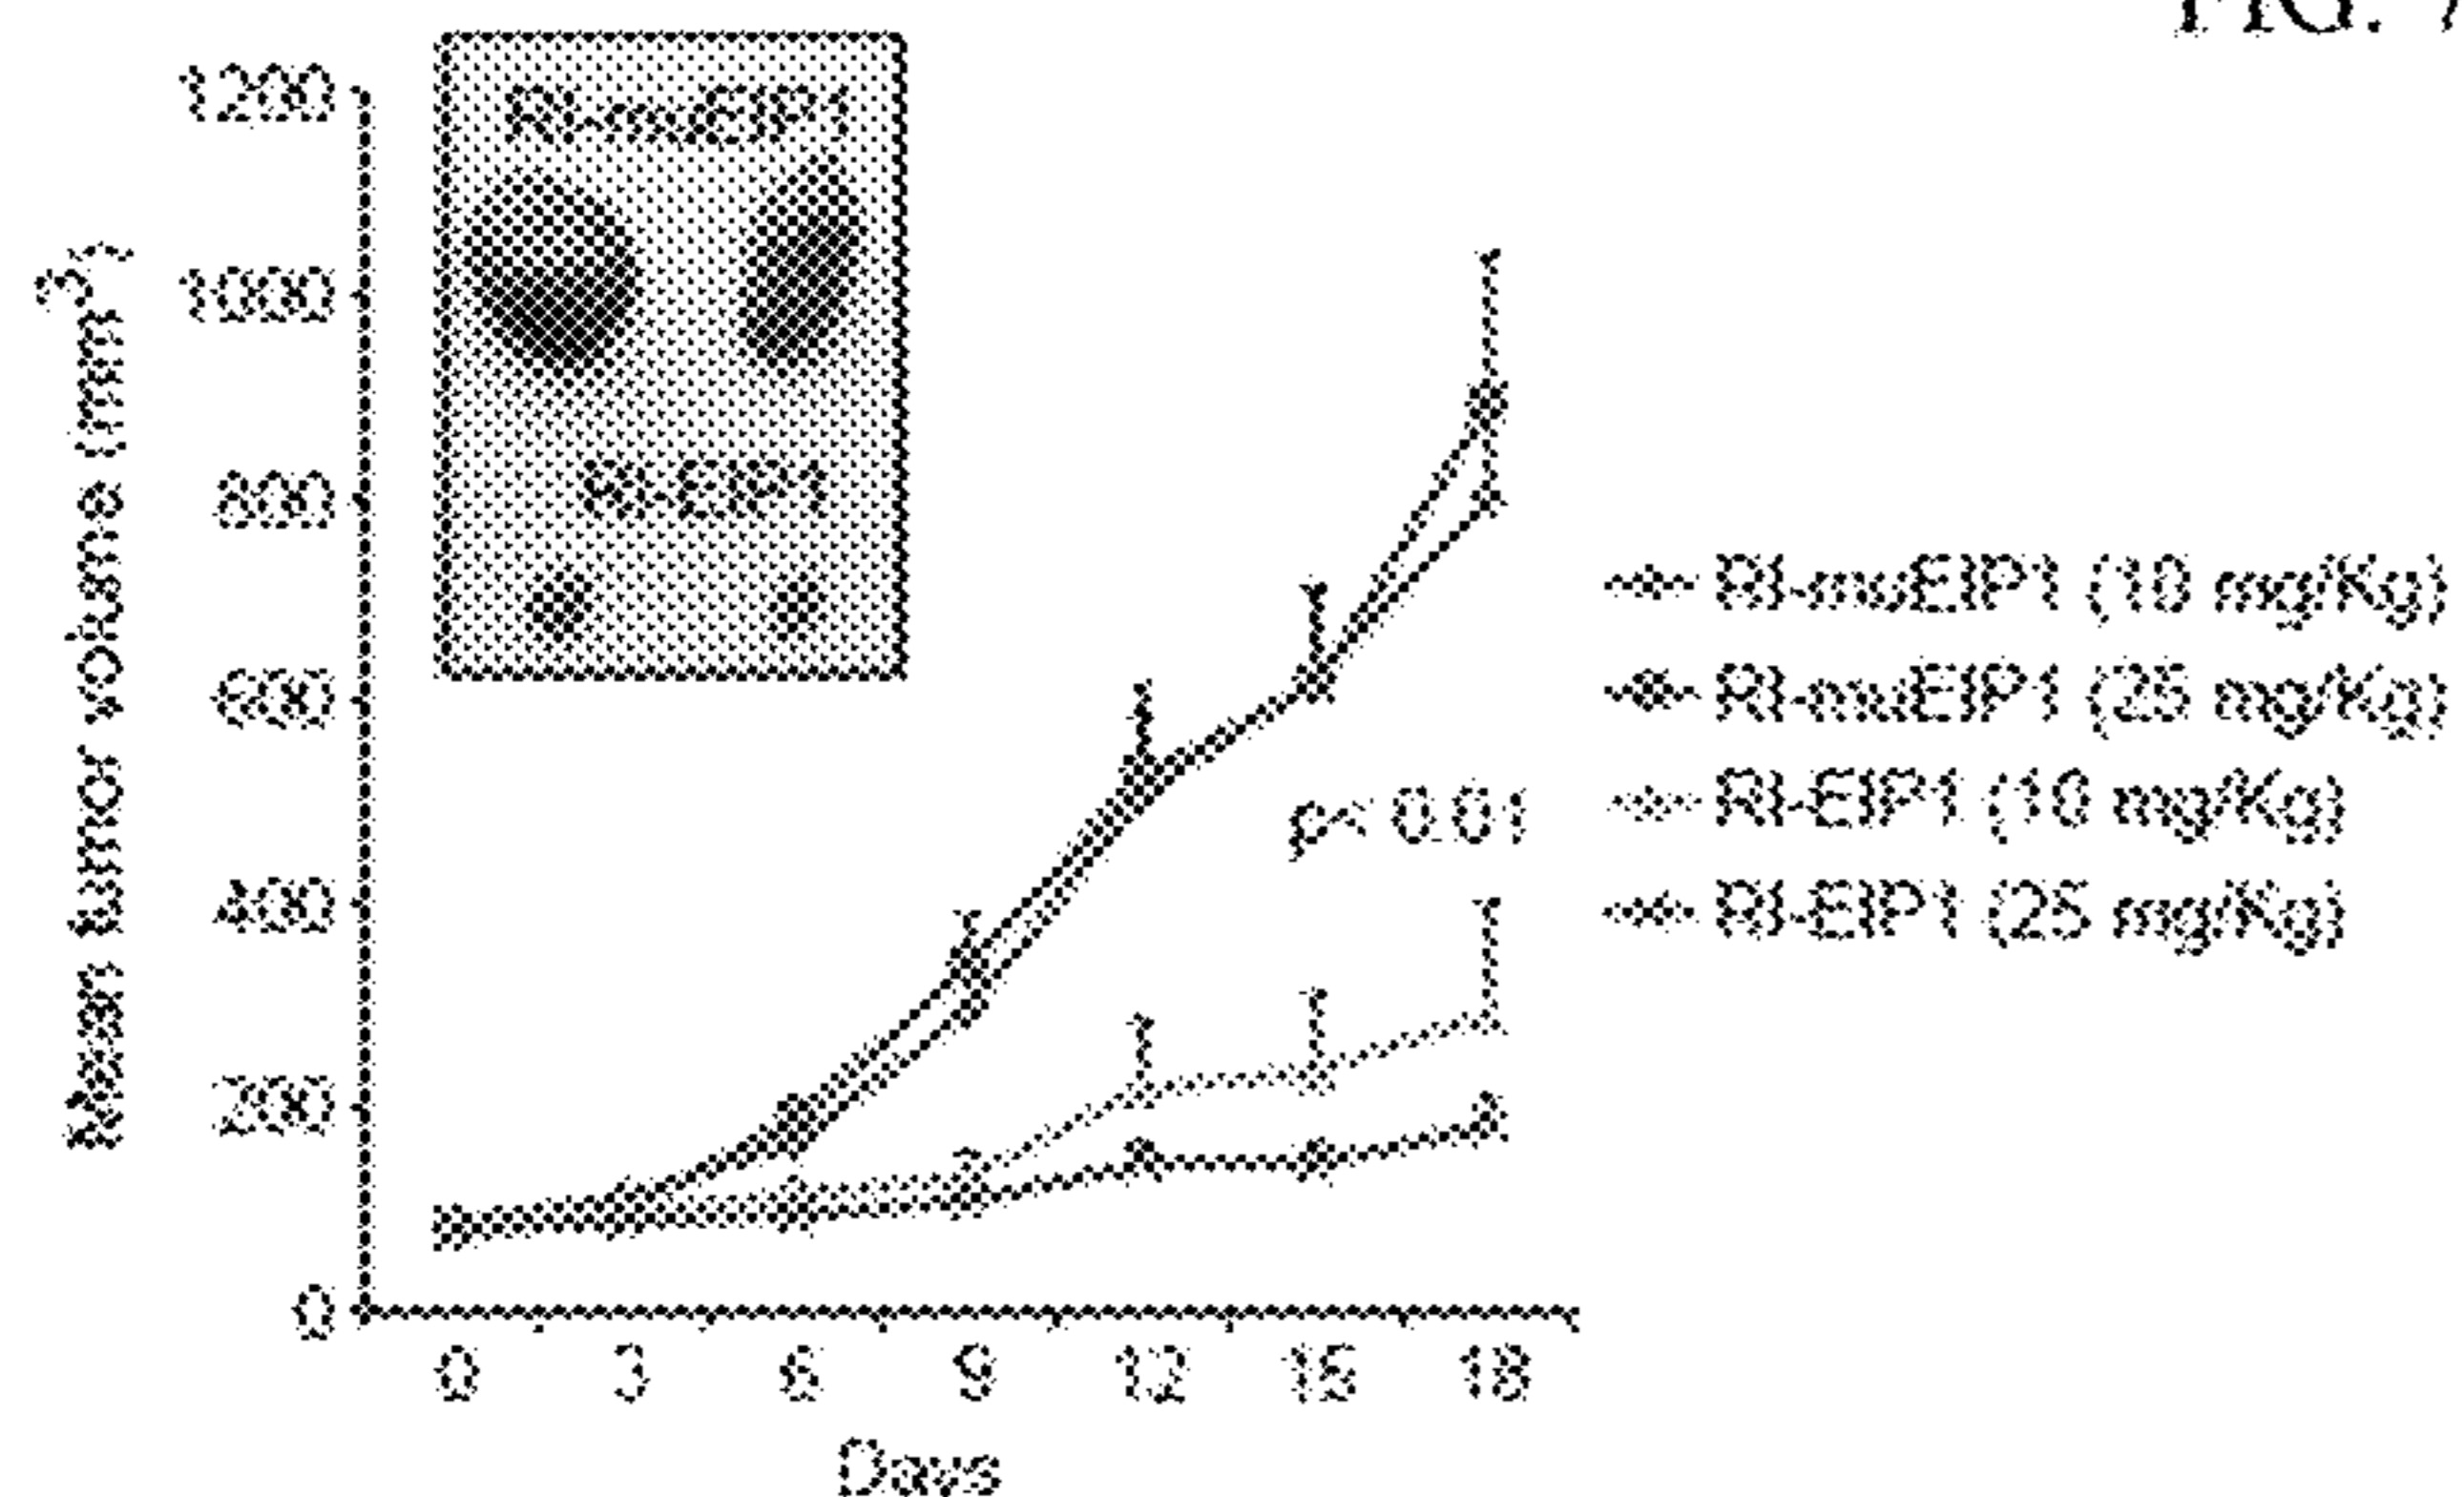 FIG. 7
Mean tumor volume (mm3)
1200
1000
800
600
400
200
0
RI-muEIP1
RI-EIP1
p< 0.01
RI-muEIP1 (10 mg/Kg)
RI-muEIP1 (25 mg/Kg)
RI-EIP1 (10 mg/Kg)
RI-EIP1 (25 mg/Kg)
0 3 6 9 12 15 18
Days